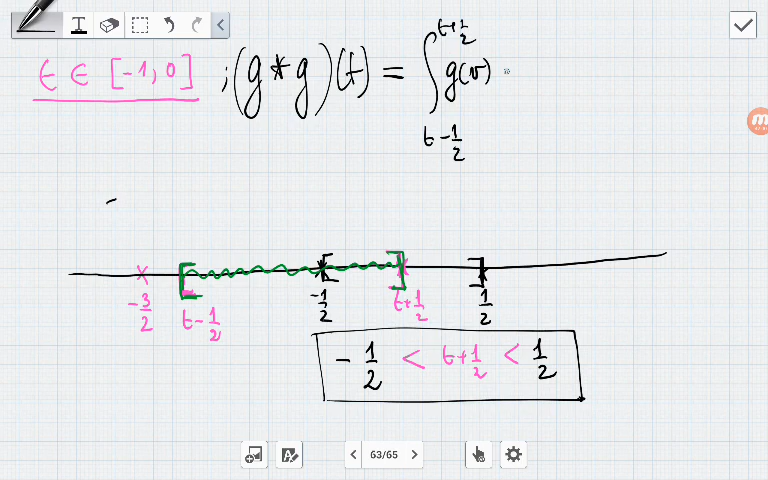 t ∈ [-1,0] ; (g * g)(t) = ∫_{t-1/2}^{t+1/2} g(v)
-3/2 t-1/2 -1/2 t+1/2 1/2
-1/2 < t+1/2 < 1/2
63/65